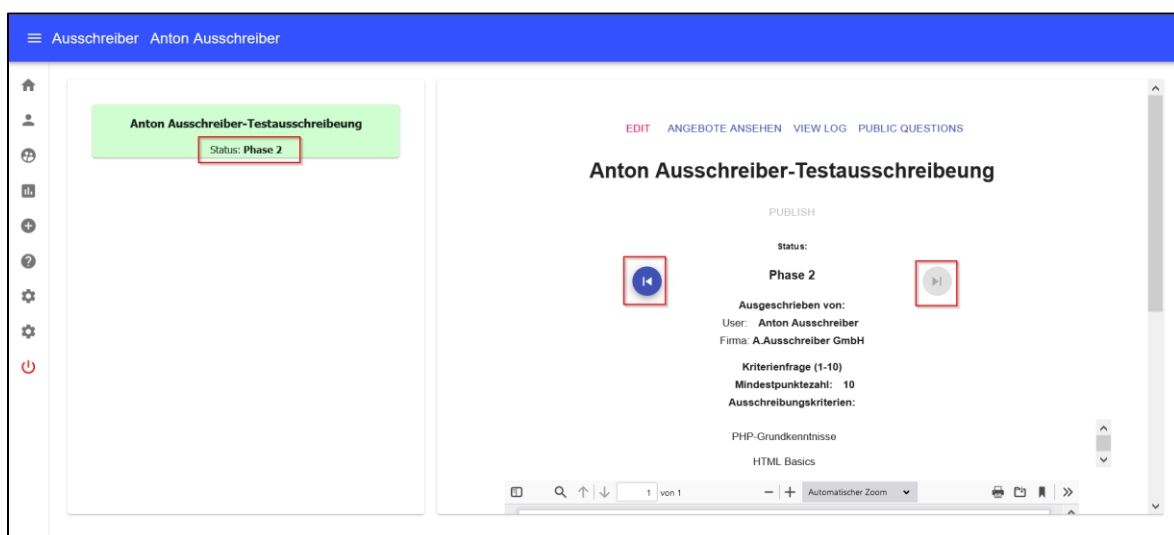 Ausschreiber Anton Ausschreiber
Anton Ausschreiber-Testausschreibeung
Status: Phase 2
EDIT ANGEBOTE ANSEHEN VIEW LOG PUBLIC QUESTIONS
Anton Ausschreiber-Testausschreibeung
PUBLISH
Status:
Phase 2
Ausgeschrieben von:
User: Anton Ausschreiber
Firma: A.Ausschreiber GmbH
Kriterienfrage (1-10)
Mindestpunktezahl: 10
Ausschreibungskriterien:
PHP-Grundkenntnisse
HTML Basics
1 von 1 Automatischer Zoom